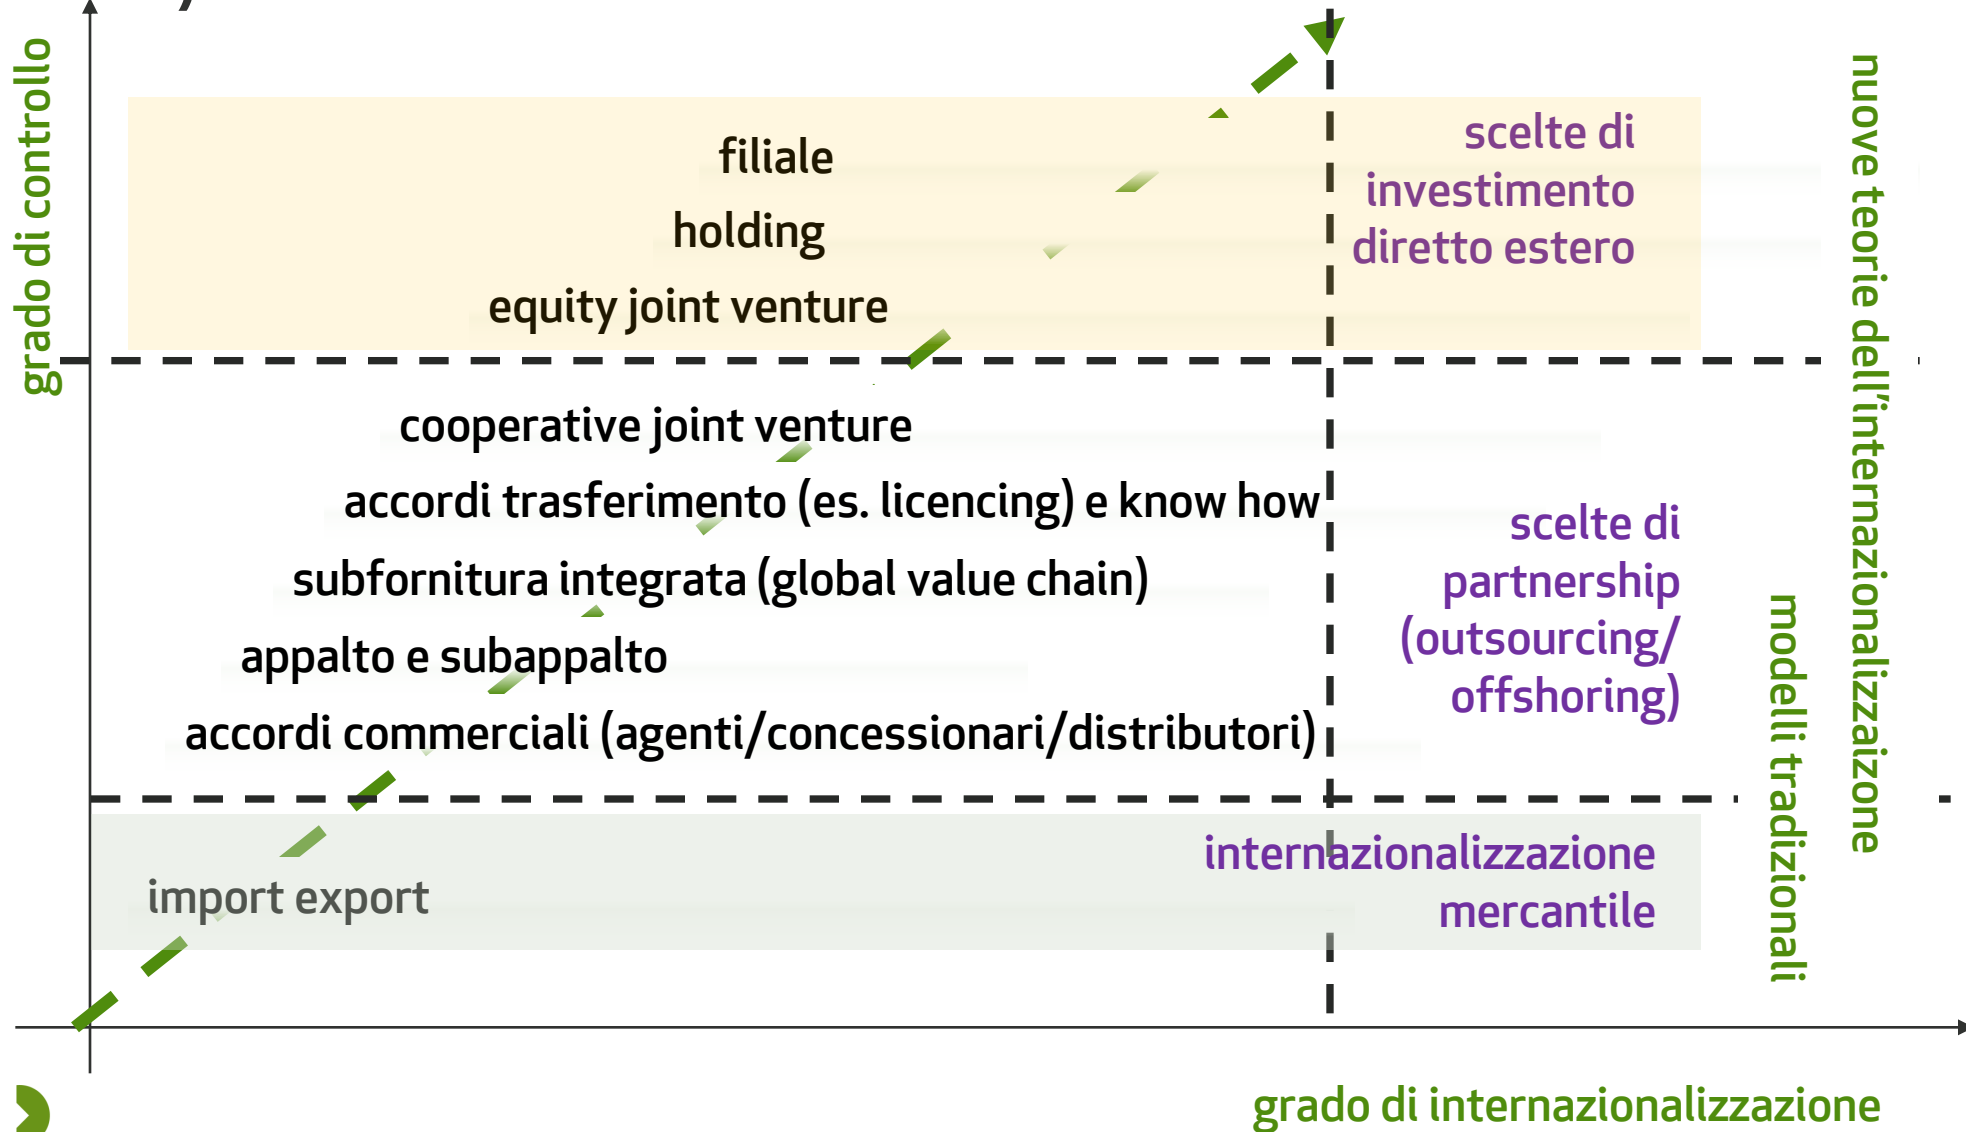 grado di controllo
filiale
holding
equity joint venture
scelte di
investimento
diretto estero
cooperative joint venture
accordi trasferimento (es. licencing) e know how
subfornitura integrata (global value chain)
appalto e subappalto
accordi commerciali (agenti/concessionari/distributori)
scelte di
partnership
(outsourcing/
offshoring)
import export
internazionalizzazione
mercantile
modelli tradizionali
nuove teorie dell'internazionalizzaizone
grado di internazionalizzazione